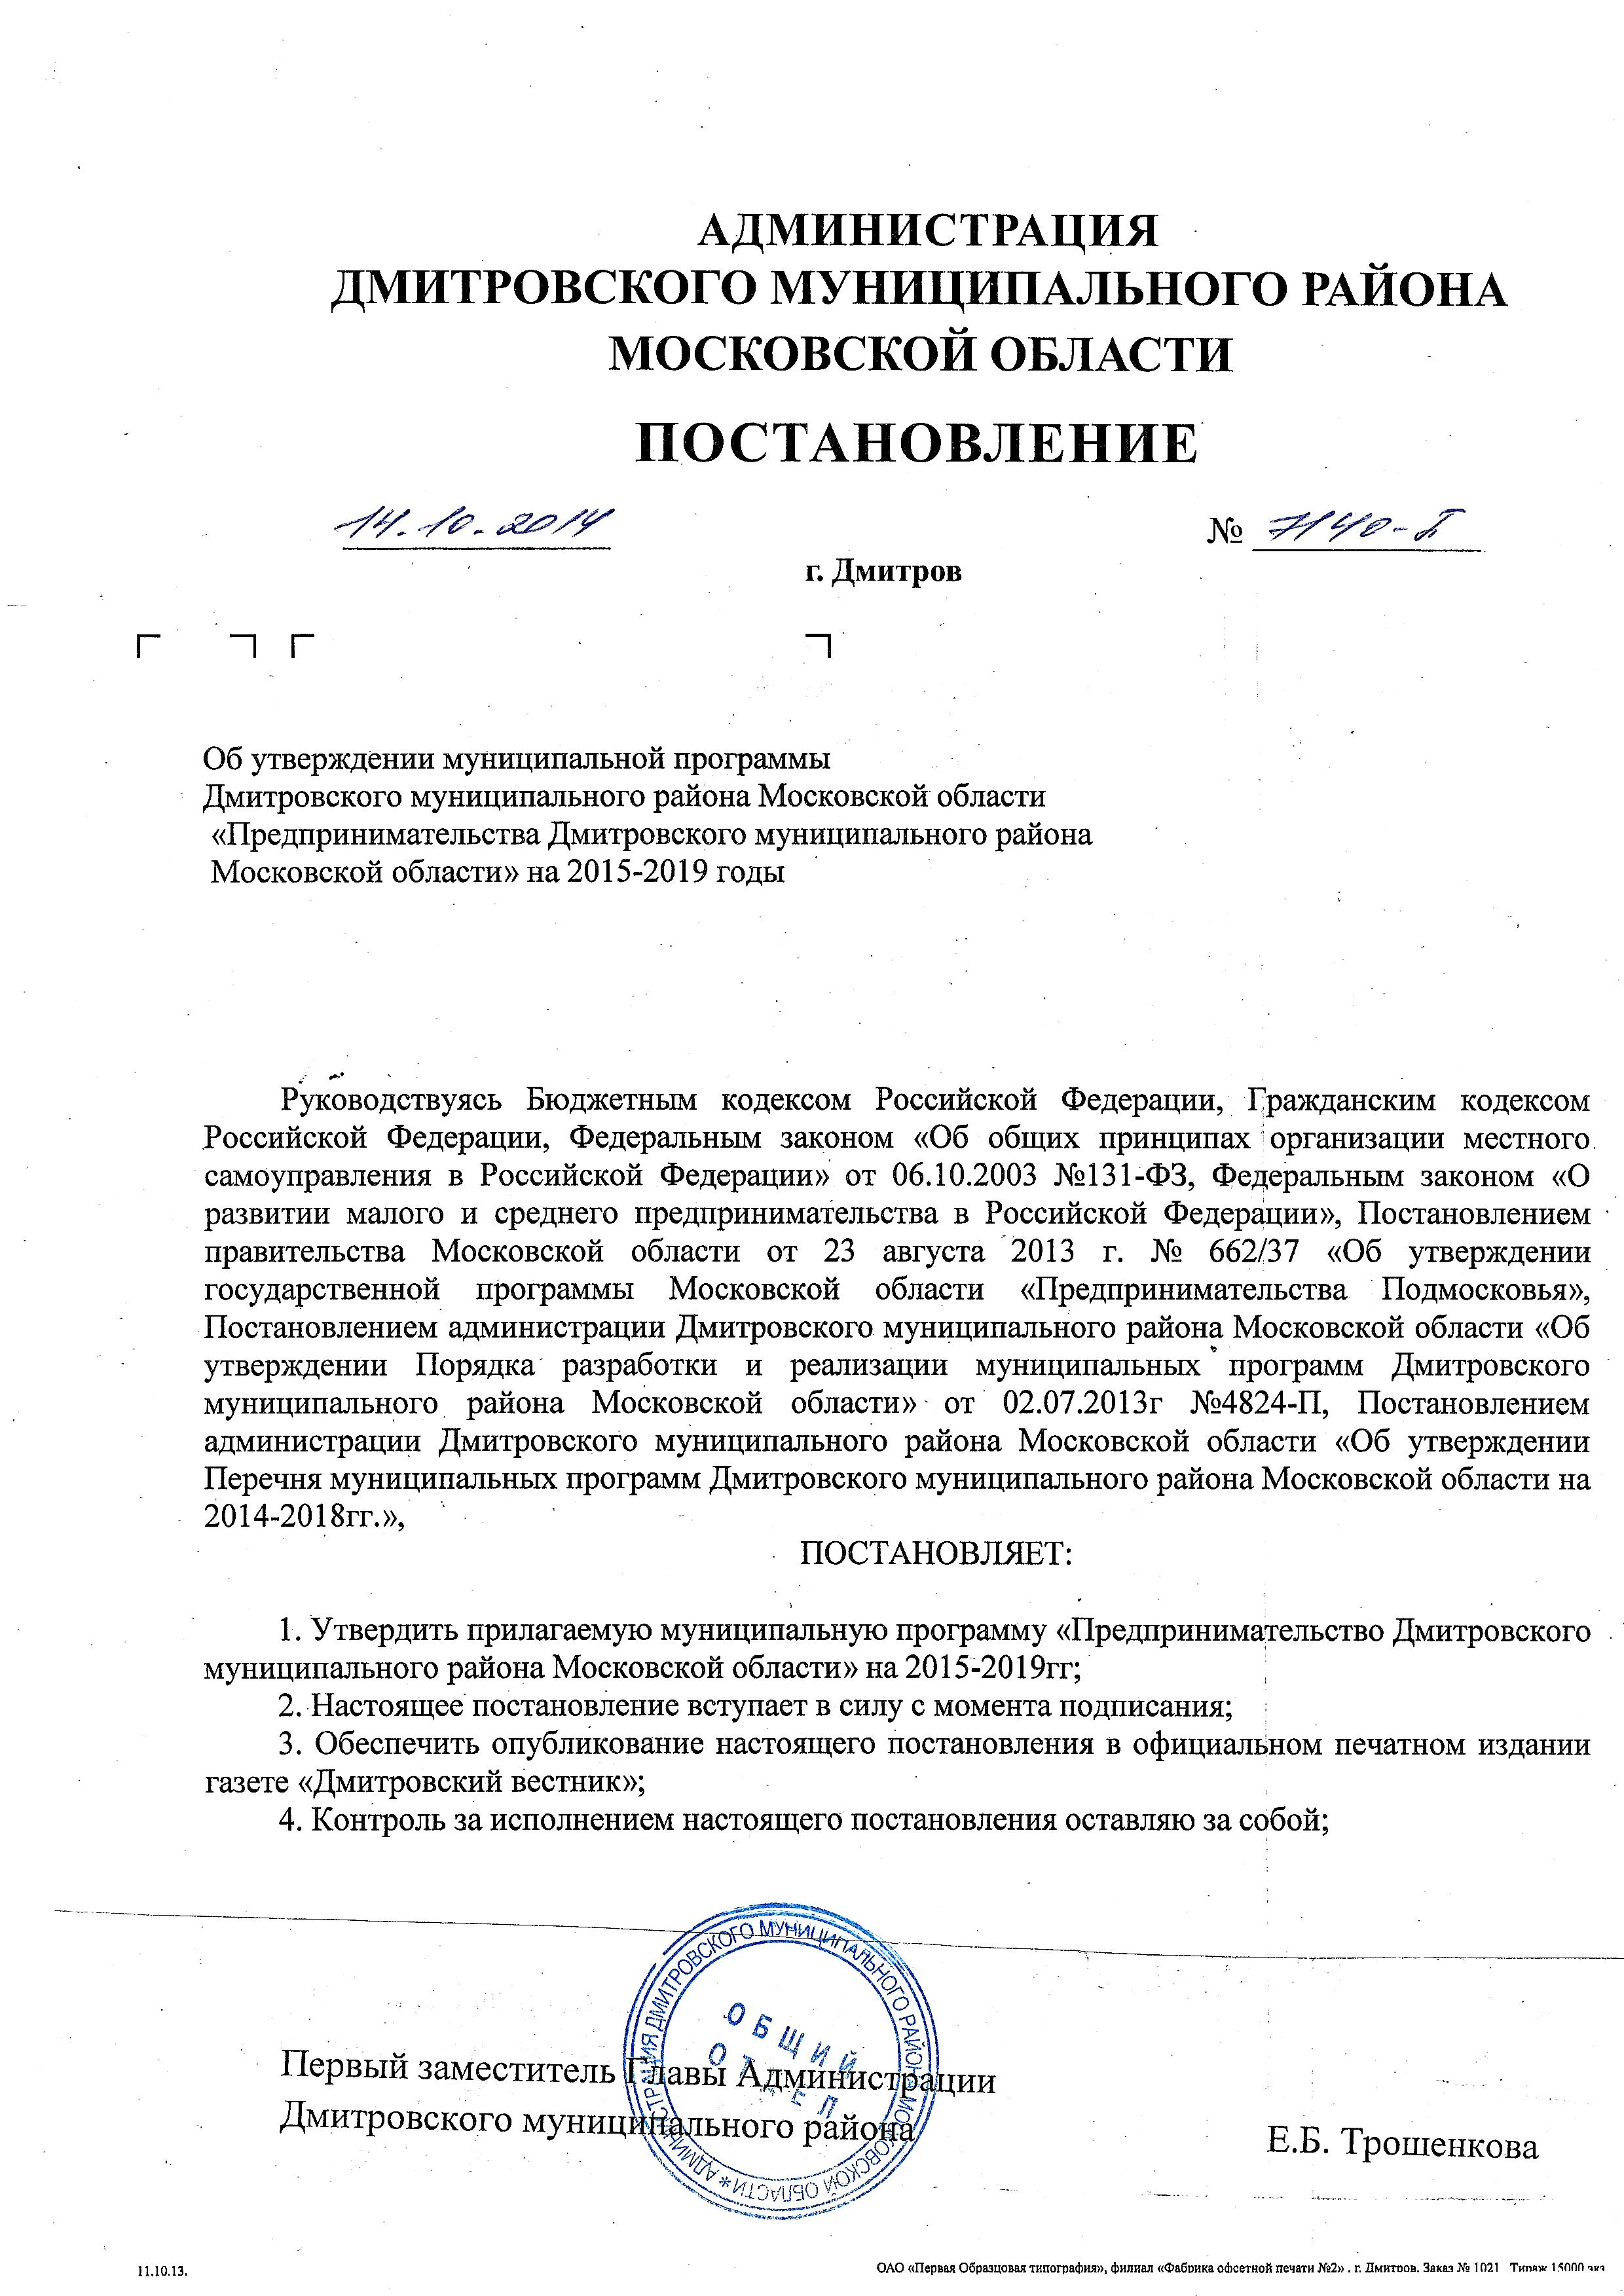 АДМИНИСТРАЦИЯ
ДМИТРОВСКОГО МУНИЦИПАЛЬНОГО РАЙОНА
МОСКОВСКОЙ ОБЛАСТИ
ПОСТАНОВЛЕНИЕ
14.10.2014 № 7140-П
г. Дмитров
Об утверждении муниципальной программы
Дмитровского муниципального района Московской области
«Предпринимательства Дмитровского муниципального района
Московской области» на 2015-2019 годы
Руководствуясь Бюджетным кодексом Российской Федерации, Гражданским кодексом
Российской Федерации, Федеральным законом «Об общих принципах организации местного
самоуправления в Российской Федерации» от 06.10.2003 №131-ФЗ, Федеральным законом «О
развитии малого и среднего предпринимательства в Российской Федерации», Постановлением
правительства Московской области от 23 августа 2013 г. № 662/37 «Об утверждении
государственной программы Московской области «Предпринимательства Подмосковья»,
Постановлением администрации Дмитровского муниципального района Московской области «Об
утверждении Порядка разработки и реализации муниципальных программ Дмитровского
муниципального района Московской области» от 02.07.2013г №4824-П, Постановлением
администрации Дмитровского муниципального района Московской области «Об утверждении
Перечня муниципальных программ Дмитровского муниципального района Московской области на
2014-2018гг.»,
ПОСТАНОВЛЯЕТ:
1. Утвердить прилагаемую муниципальную программу «Предпринимательство Дмитровского
муниципального района Московской области» на 2015-2019гг;
2. Настоящее постановление вступает в силу с момента подписания;
3. Обеспечить опубликование настоящего постановления в официальном печатном издании
газете «Дмитровский вестник»;
4. Контроль за исполнением настоящего постановления оставляю за собой;
АДМИНИСТРАЦИЯ ДМИТРОВСКОГО МУНИЦИПАЛЬНОГО РАЙОНА МОСКОВСКОЙ ОБЛАСТИ *
ОБЩИЙ
ОТДЕЛ
Первый заместитель Главы Администрации
Дмитровского муниципального района
Е.Б. Трошенкова
11.10.13. ОАО «Первая Образцовая типография», филиал «Фабрика офсетной печати №2» . г. Дмитров. Заказ № 1021 Тираж 15000 экз.